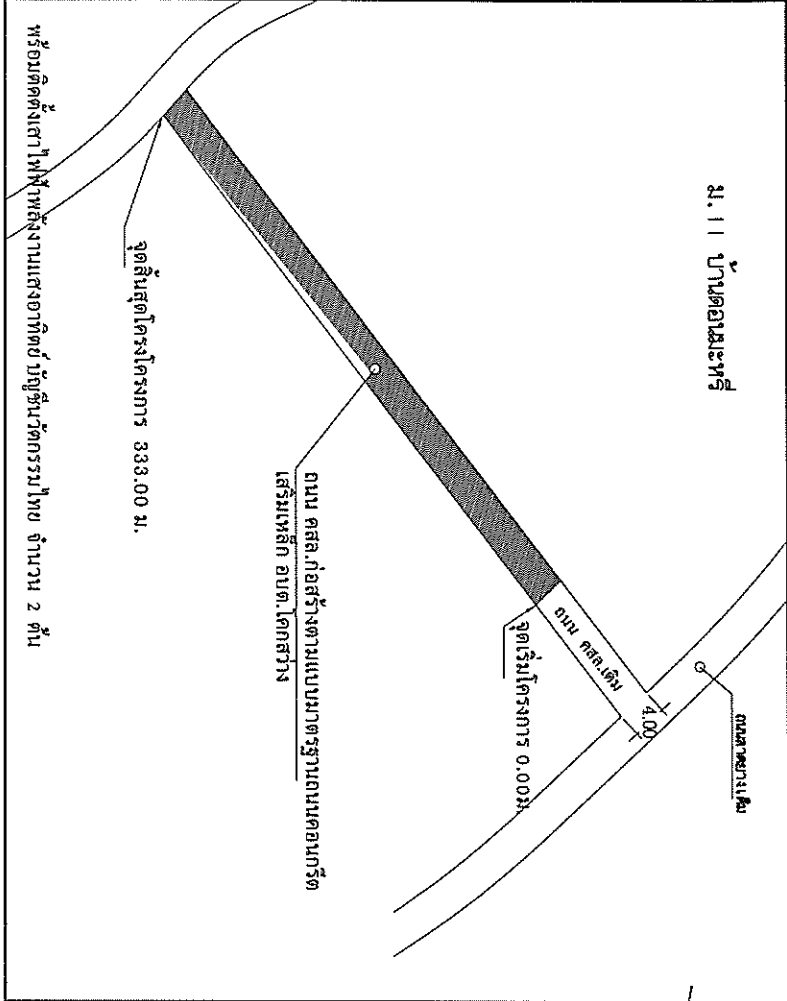 ม.11 บ้านดอนมะหรี่
ถนนลาดยางเดิม
4.00
ถนน คสล.เดิม
จุดเริ่มโครงการ 0.00ม.
ถนน คสล.ก่อสร้างตามแบบมาตรฐานถนนคอนกรีต
เสริมเหล็ก อบต.โคกสว่าง
จุดสิ้นสุดโครงโครงการ 333.00 ม.
พร้อมติดตั้งเสาไฟฟ้าพลังงานแสงอาทิตย์ บัญชีนวัตกรรมไทย จำนวน 2 ต้น